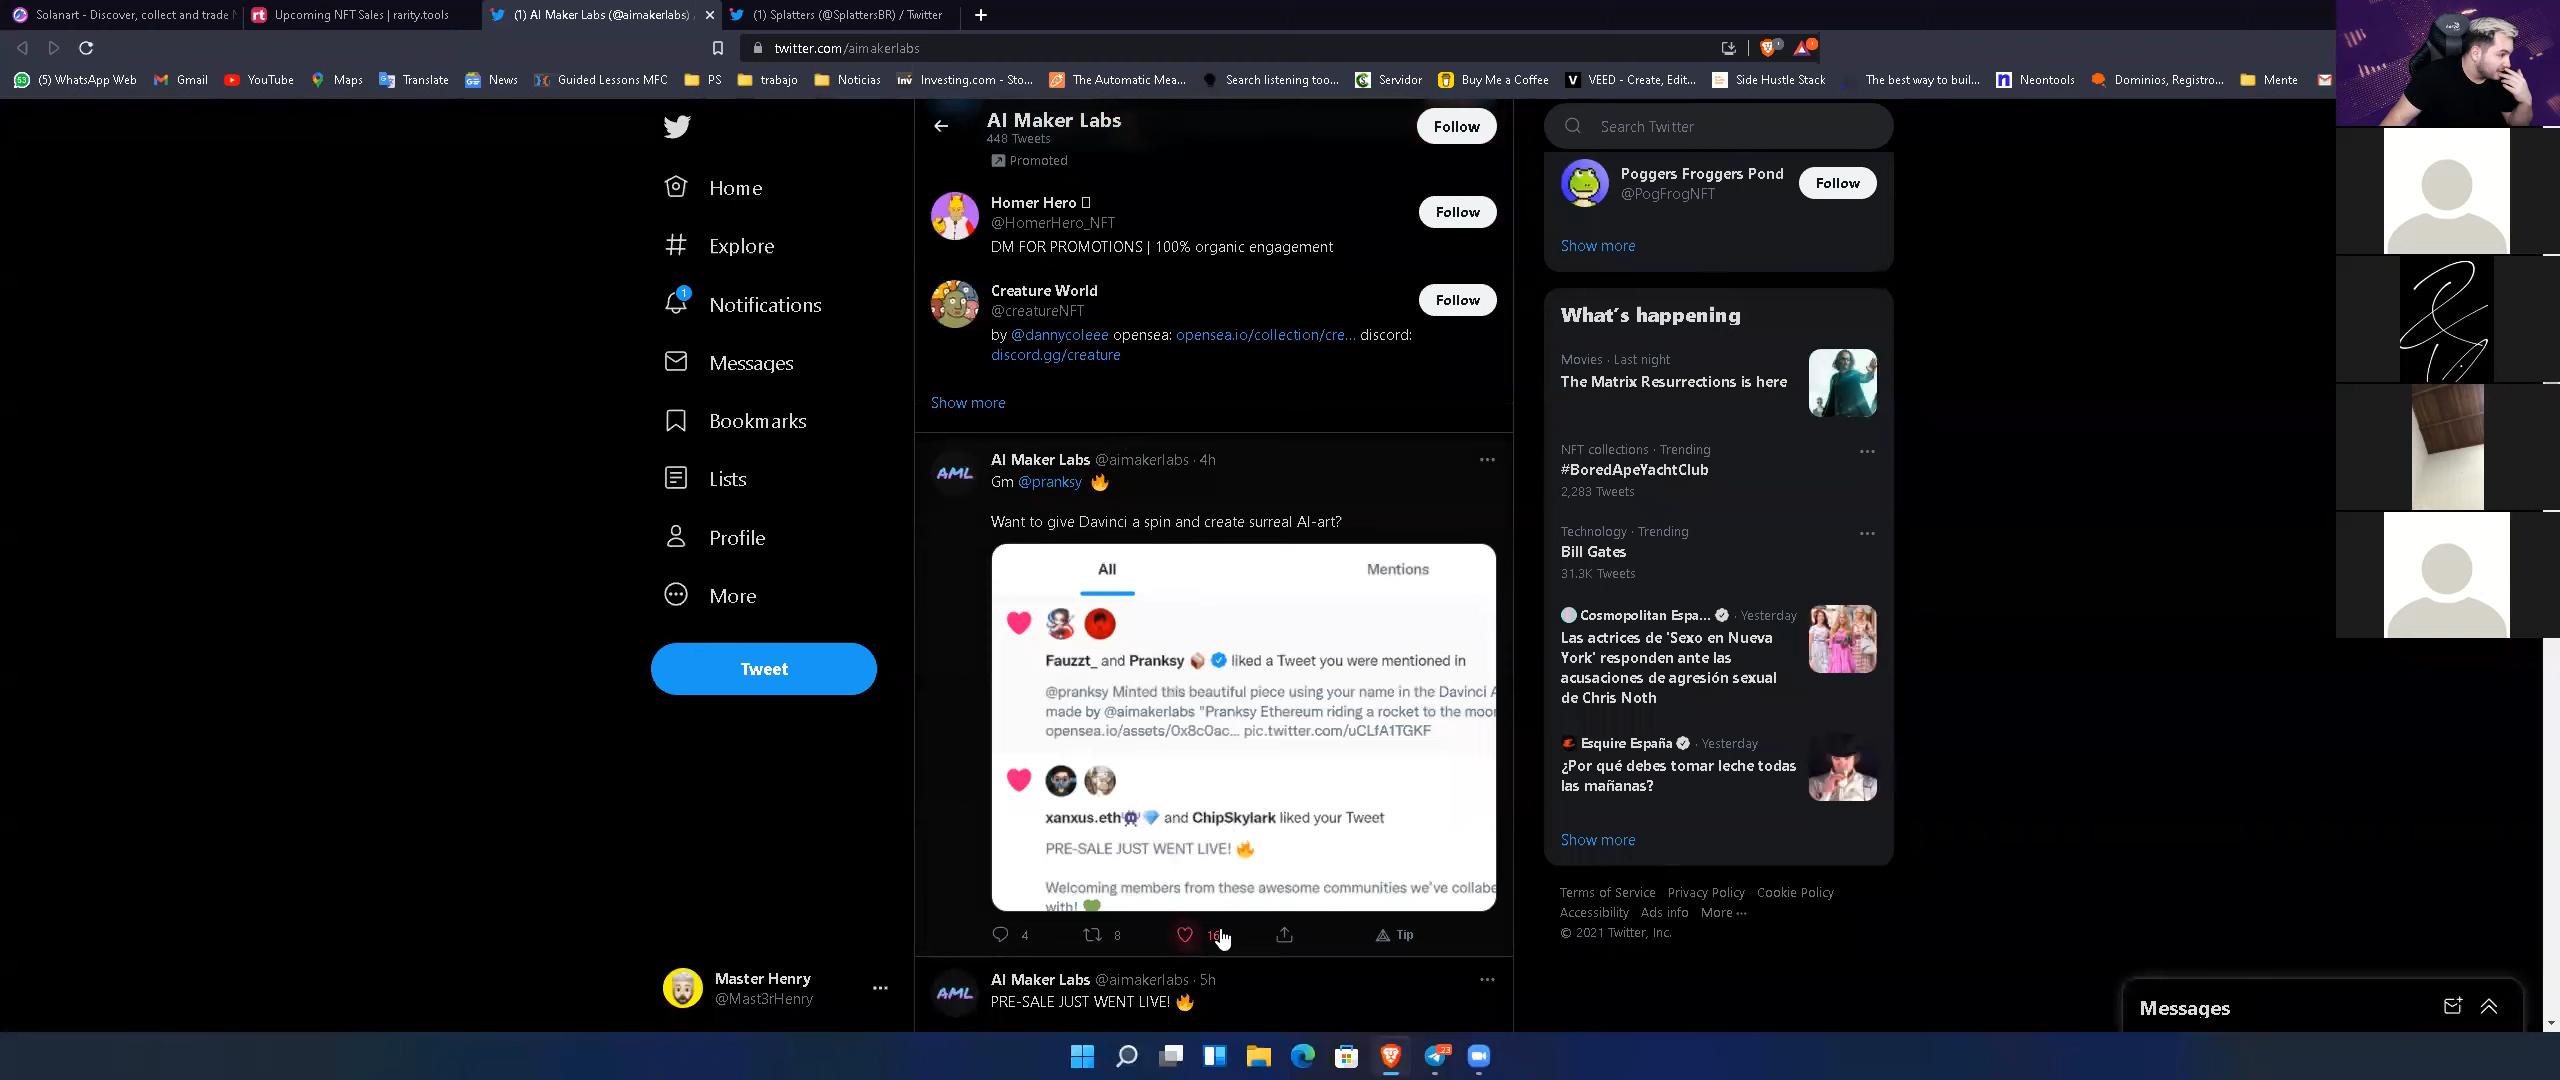 Solanart - Discover, collect and trade N
Upcoming NFT Sales | rarity.tools
(1) AI Maker Labs (@aimakerlabs)
(1) Splatters (@SplattersBR) / Twitter
twitter.com/aimakerlabs
(5) WhatsApp Web
Gmail
YouTube
Maps
Translate
News
Guided Lessons MFC
PS
trabajo
Noticias
Investing.com - Sto...
The Automatic Mea...
Search listening too...
Servidor
Buy Me a Coffee
VEED - Create, Edit...
Side Hustle Stack
The best way to buil...
Neontools
Dominios, Registro...
Mente
Home
Explore
1
Notifications
Messages
Bookmarks
Lists
Profile
More
Tweet
Master Henry
@Mast3rHenry
AI Maker Labs
448 Tweets
Follow
Promoted
Homer Hero
@HomerHero_NFT
Follow
DM FOR PROMOTIONS | 100% organic engagement
Creature World
@creatureNFT
Follow
by @dannycoleee opensea: opensea.io/collection/cre... discord:
discord.gg/creature
Show more
AML
AI Maker Labs @aimakerlabs · 4h
Gm @pranksy 🔥
Want to give Davinci a spin and create surreal AI-art?
All
Mentions
Fauzzt_ and Pranksy liked a Tweet you were mentioned in
@pranksy Minted this beautiful piece using your name in the Davinci A
made by @aimakerlabs "Pranksy Ethereum riding a rocket to the moon
opensea.io/assets/0x8c0ac... pic.twitter.com/uCLfA1TGKF
xanxus.eth👾💎 and ChipSkylark liked your Tweet
PRE-SALE JUST WENT LIVE! 🔥
Welcoming members from these awesome communities we've collabe
with! 💚
4
8
16
Tip
AML
AI Maker Labs @aimakerlabs · 5h
PRE-SALE JUST WENT LIVE! 🔥
Search Twitter
Poggers Froggers Pond
@PogFrogNFT
Follow
Show more
What's happening
Movies · Last night
The Matrix Resurrections is here
NFT collections · Trending
#BoredApeYachtClub
2,283 Tweets
Technology · Trending
Bill Gates
31.3K Tweets
Cosmopolitan Espa... · Yesterday
Las actrices de 'Sexo en Nueva
York' responden ante las
acusaciones de agresión sexual
de Chris Noth
Esquire España · Yesterday
¿Por qué debes tomar leche todas
las mañanas?
Show more
Terms of Service Privacy Policy Cookie Policy
Accessibility Ads info More ···
© 2021 Twitter, Inc.
Messages
23